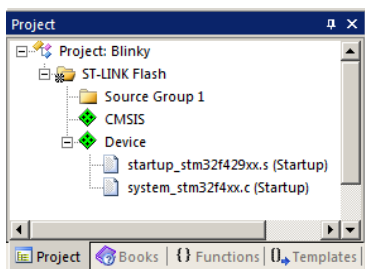 Project
Project: Blinky
ST-LINK Flash
Source Group 1
CMSIS
Device
startup_stm32f429xx.s (Startup)
system_stm32f4xx.c (Startup)
Project Books {} Functions 0 Templates